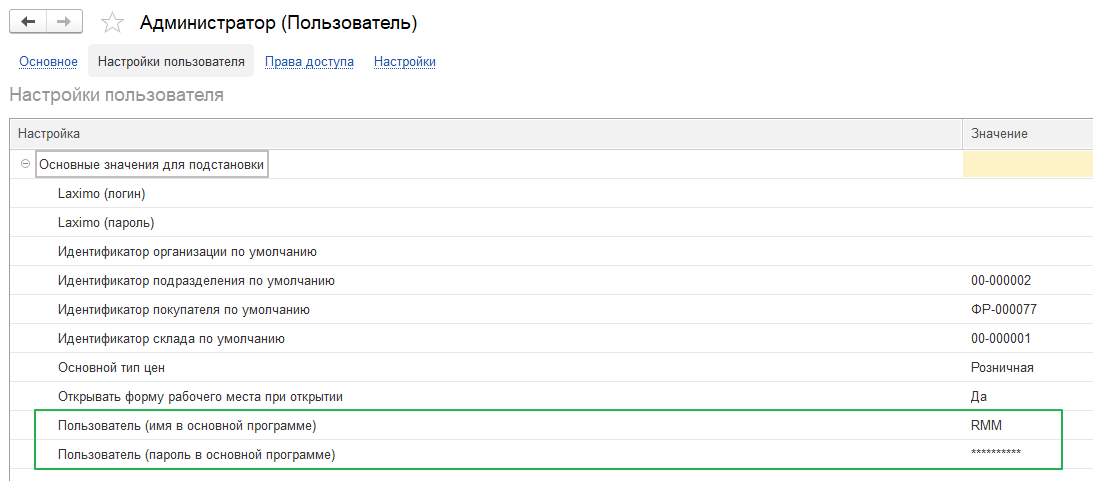 Администратор (Пользователь)
Основное Настройки пользователя Права доступа Настройки
Настройки пользователя
Настройка Значение
Основные значения для подстановки
Laximo (логин)
Laximo (пароль)
Идентификатор организации по умолчанию
Идентификатор подразделения по умолчанию 00-000002
Идентификатор покупателя по умолчанию ФР-000077
Идентификатор склада по умолчанию 00-000001
Основной тип цен Розничная
Открывать форму рабочего места при открытии Да
Пользователь (имя в основной программе) RMM
Пользователь (пароль в основной программе) **********